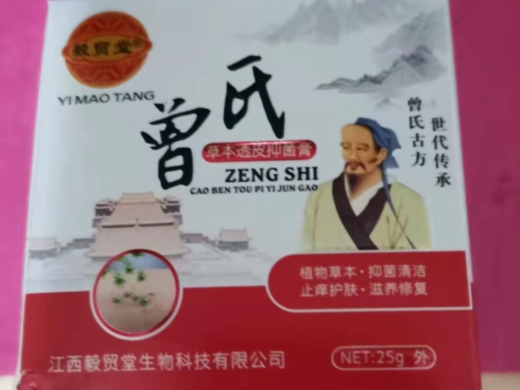 毅贸堂
YI MAO TANG
曾氏
草本透皮抑菌膏
ZENG SHI
CAO BEN TOU PI YI JUN GAO
世代传承
曾氏古方
植物草本·抑菌清洁
止痒护肤·滋养修复
江西毅贸堂生物科技有限公司
NET:25g 外